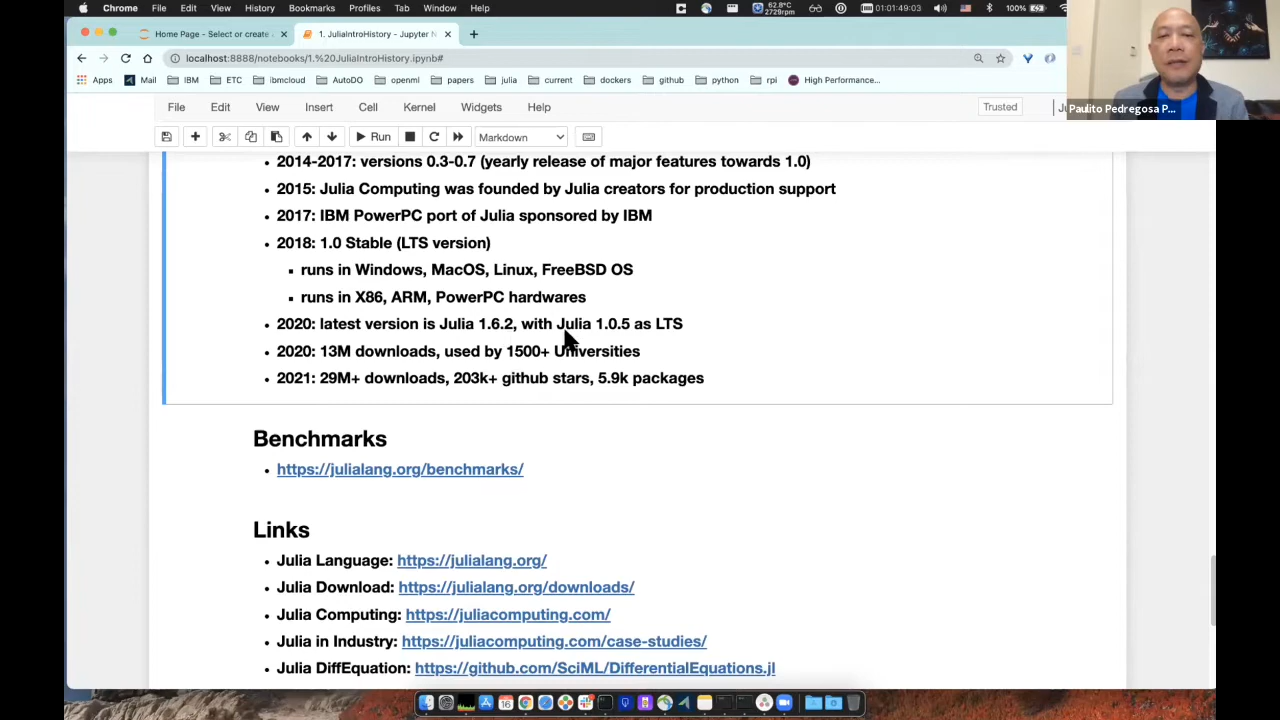 Chrome File Edit View History Bookmarks Profiles Tab Window Help 62.8°C 2729rpm 01:01:49:03 100%
Home Page - Select or create a 1. JuliaIntroHistory - Jupyter N
localhost:8888/notebooks/1.%20JuliaIntroHistory.ipynb#
Apps Mail IBM ETC ibmcloud AutoDO openml papers julia current dockers github python rpi High Performance...
File Edit View Insert Cell Kernel Widgets Help Trusted
Paulito Pedregosa P...
Run Markdown
• 2014-2017: versions 0.3-0.7 (yearly release of major features towards 1.0)
• 2015: Julia Computing was founded by Julia creators for production support
• 2017: IBM PowerPC port of Julia sponsored by IBM
• 2018: 1.0 Stable (LTS version)
▪ runs in Windows, MacOS, Linux, FreeBSD OS
▪ runs in X86, ARM, PowerPC hardwares
• 2020: latest version is Julia 1.6.2, with Julia 1.0.5 as LTS
• 2020: 13M downloads, used by 1500+ Universities
• 2021: 29M+ downloads, 203k+ github stars, 5.9k packages
Benchmarks
• https://julialang.org/benchmarks/
Links
• Julia Language: https://julialang.org/
• Julia Download: https://julialang.org/downloads/
• Julia Computing: https://juliacomputing.com/
• Julia in Industry: https://juliacomputing.com/case-studies/
• Julia DiffEquation: https://github.com/SciML/DifferentialEquations.jl
16